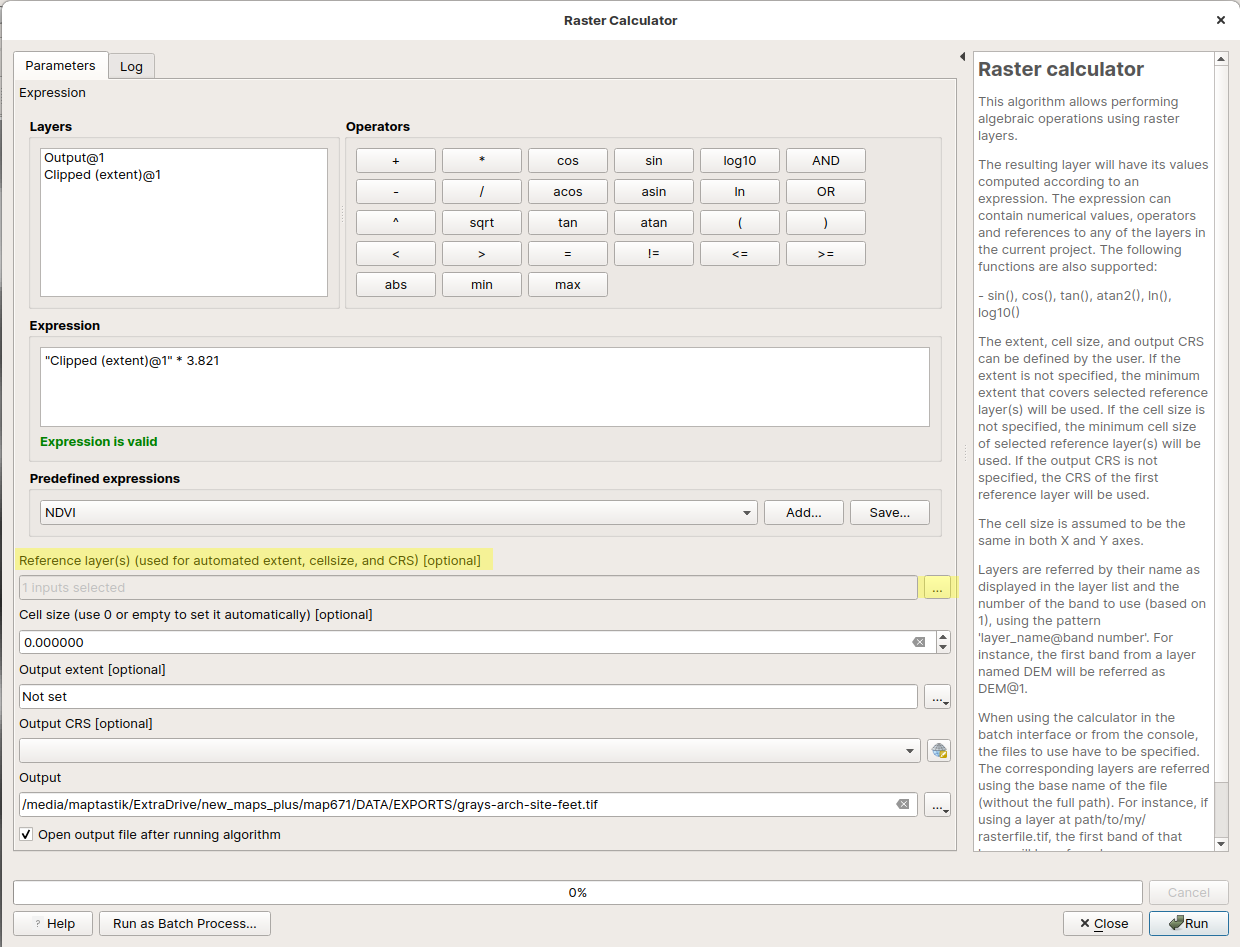 Raster Calculator
Parameters
Log
Expression
Layers
Output@1
Clipped (extent)@1
Operators
+ * cos sin log10 AND
- / acos asin ln OR
^ sqrt tan atan ( )
< > = != <= >=
abs min max
Expression
"Clipped (extent)@1" * 3.821
Expression is valid
Predefined expressions
NDVI
Add...
Save...
Reference layer(s) (used for automated extent, cellsize, and CRS) [optional]
1 inputs selected
...
Cell size (use 0 or empty to set it automatically) [optional]
0.000000
Output extent [optional]
Not set
...
Output CRS [optional]
Output
/media/maptastik/ExtraDrive/new_maps_plus/map671/DATA/EXPORTS/grays-arch-site-feet.tif
...
Open output file after running algorithm
Raster calculator
This algorithm allows performing
algebraic operations using raster
layers.
The resulting layer will have its values
computed according to an
expression. The expression can
contain numerical values, operators
and references to any of the layers in
the current project. The following
functions are also supported:
- sin(), cos(), tan(), atan2(), ln(),
log10()
The extent, cell size, and output CRS
can be defined by the user. If the
extent is not specified, the minimum
extent that covers selected reference
layer(s) will be used. If the cell size is
not specified, the minimum cell size
of selected reference layer(s) will be
used. If the output CRS is not
specified, the CRS of the first
reference layer will be used.
The cell size is assumed to be the
same in both X and Y axes.
Layers are referred by their name as
displayed in the layer list and the
number of the band to use (based on
1), using the pattern
'layer_name@band number'. For
instance, the first band from a layer
named DEM will be referred as
DEM@1.
When using the calculator in the
batch interface or from the console,
the files to use have to be specified.
The corresponding layers are referred
using the base name of the file
(without the full path). For instance, if
using a layer at path/to/my/
rasterfile.tif, the first band of that
0%
Cancel
? Help
Run as Batch Process...
Close
Run